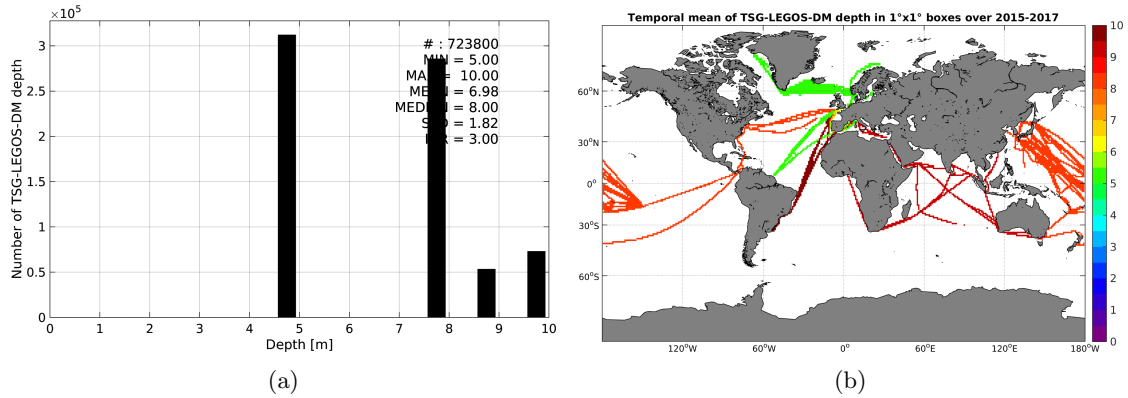 ×10⁵
3
2.5
2
1.5
1
0.5
0
Number of TSG-LEGOS-DM depth
# : 723800
MIN = 5.00
MAX = 10.00
MEAN = 6.98
MEDIAN = 8.00
STD = 1.82
IQR = 3.00
0 1 2 3 4 5 6 7 8 9 10
Depth [m]
(a)
Temporal mean of TSG-LEGOS-DM depth in 1°x1° boxes over 2015-2017
60°N
30°N
0°
30°S
60°S
120°W 60°W 0° 60°E 120°E 180°W
10
9
8
7
6
5
4
3
2
1
0
(b)